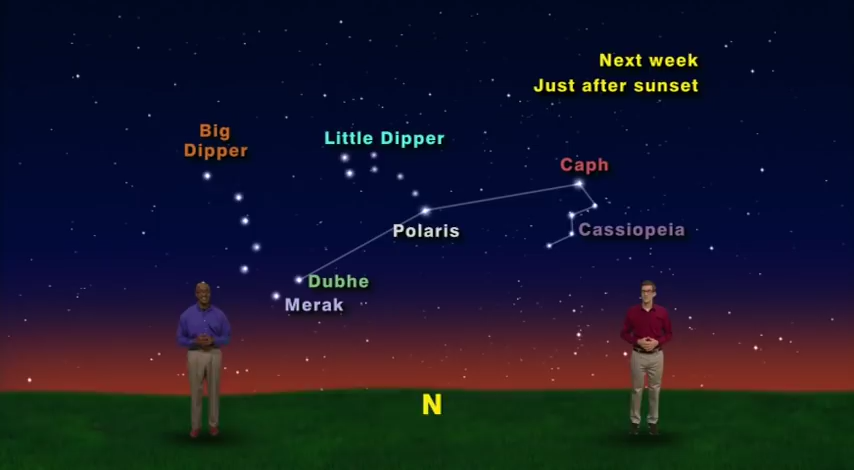 Next week
Just after sunset
Big
Dipper
Little Dipper
Caph
Polaris
Cassiopeia
Dubhe
Merak
N